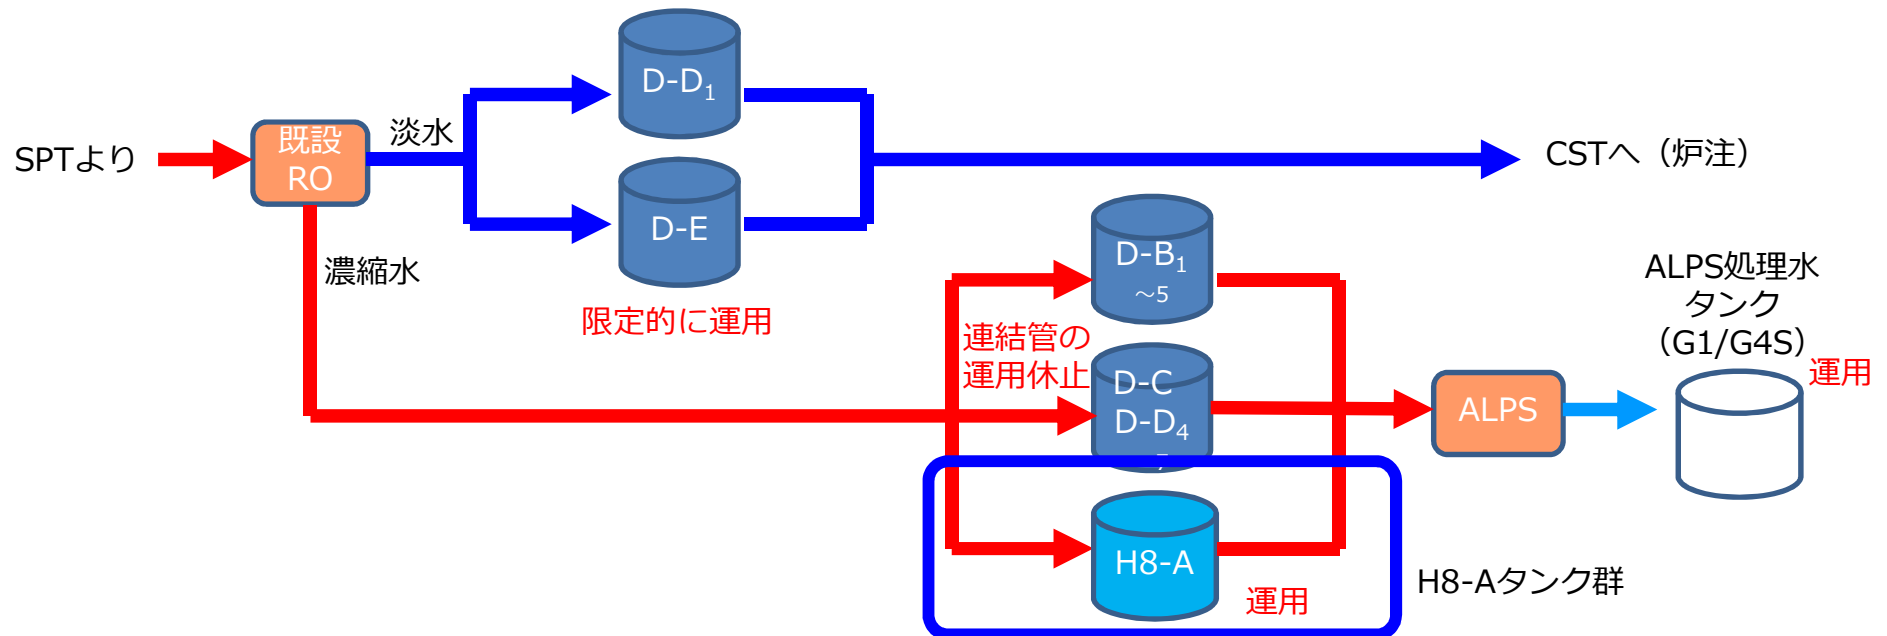 SPTより
既設
RO
淡水
濃縮水
D-D₁
D-E
限定的に運用
CSTへ（炉注）
連結管の
運用休止
D-B₁
～5
D-C
D-D₄
H8-A
運用
H8-Aタンク群
ALPS
ALPS処理水
タンク
（G1/G4S）
運用